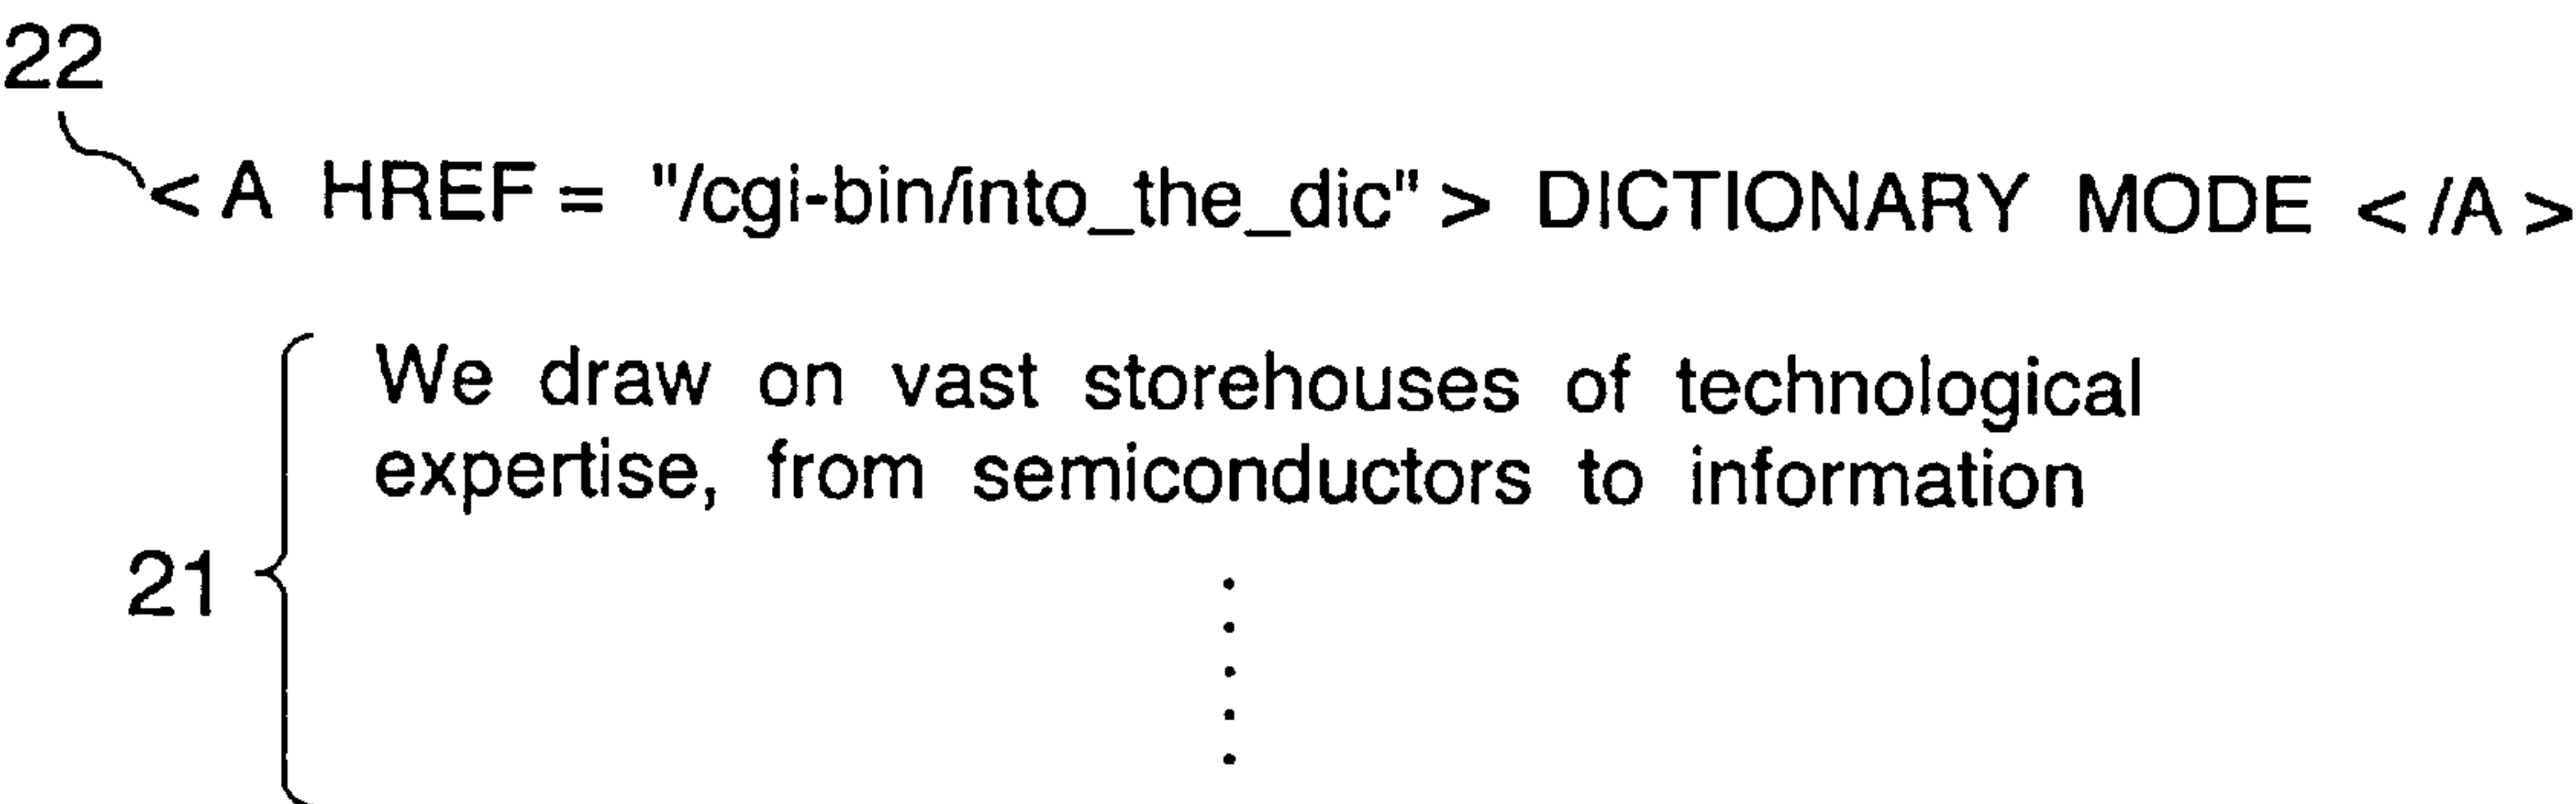 22
< A HREF = "/cgi-bin/into_the_dic" > DICTIONARY MODE < /A >
We draw on vast storehouses of technological
expertise, from semiconductors to information
21